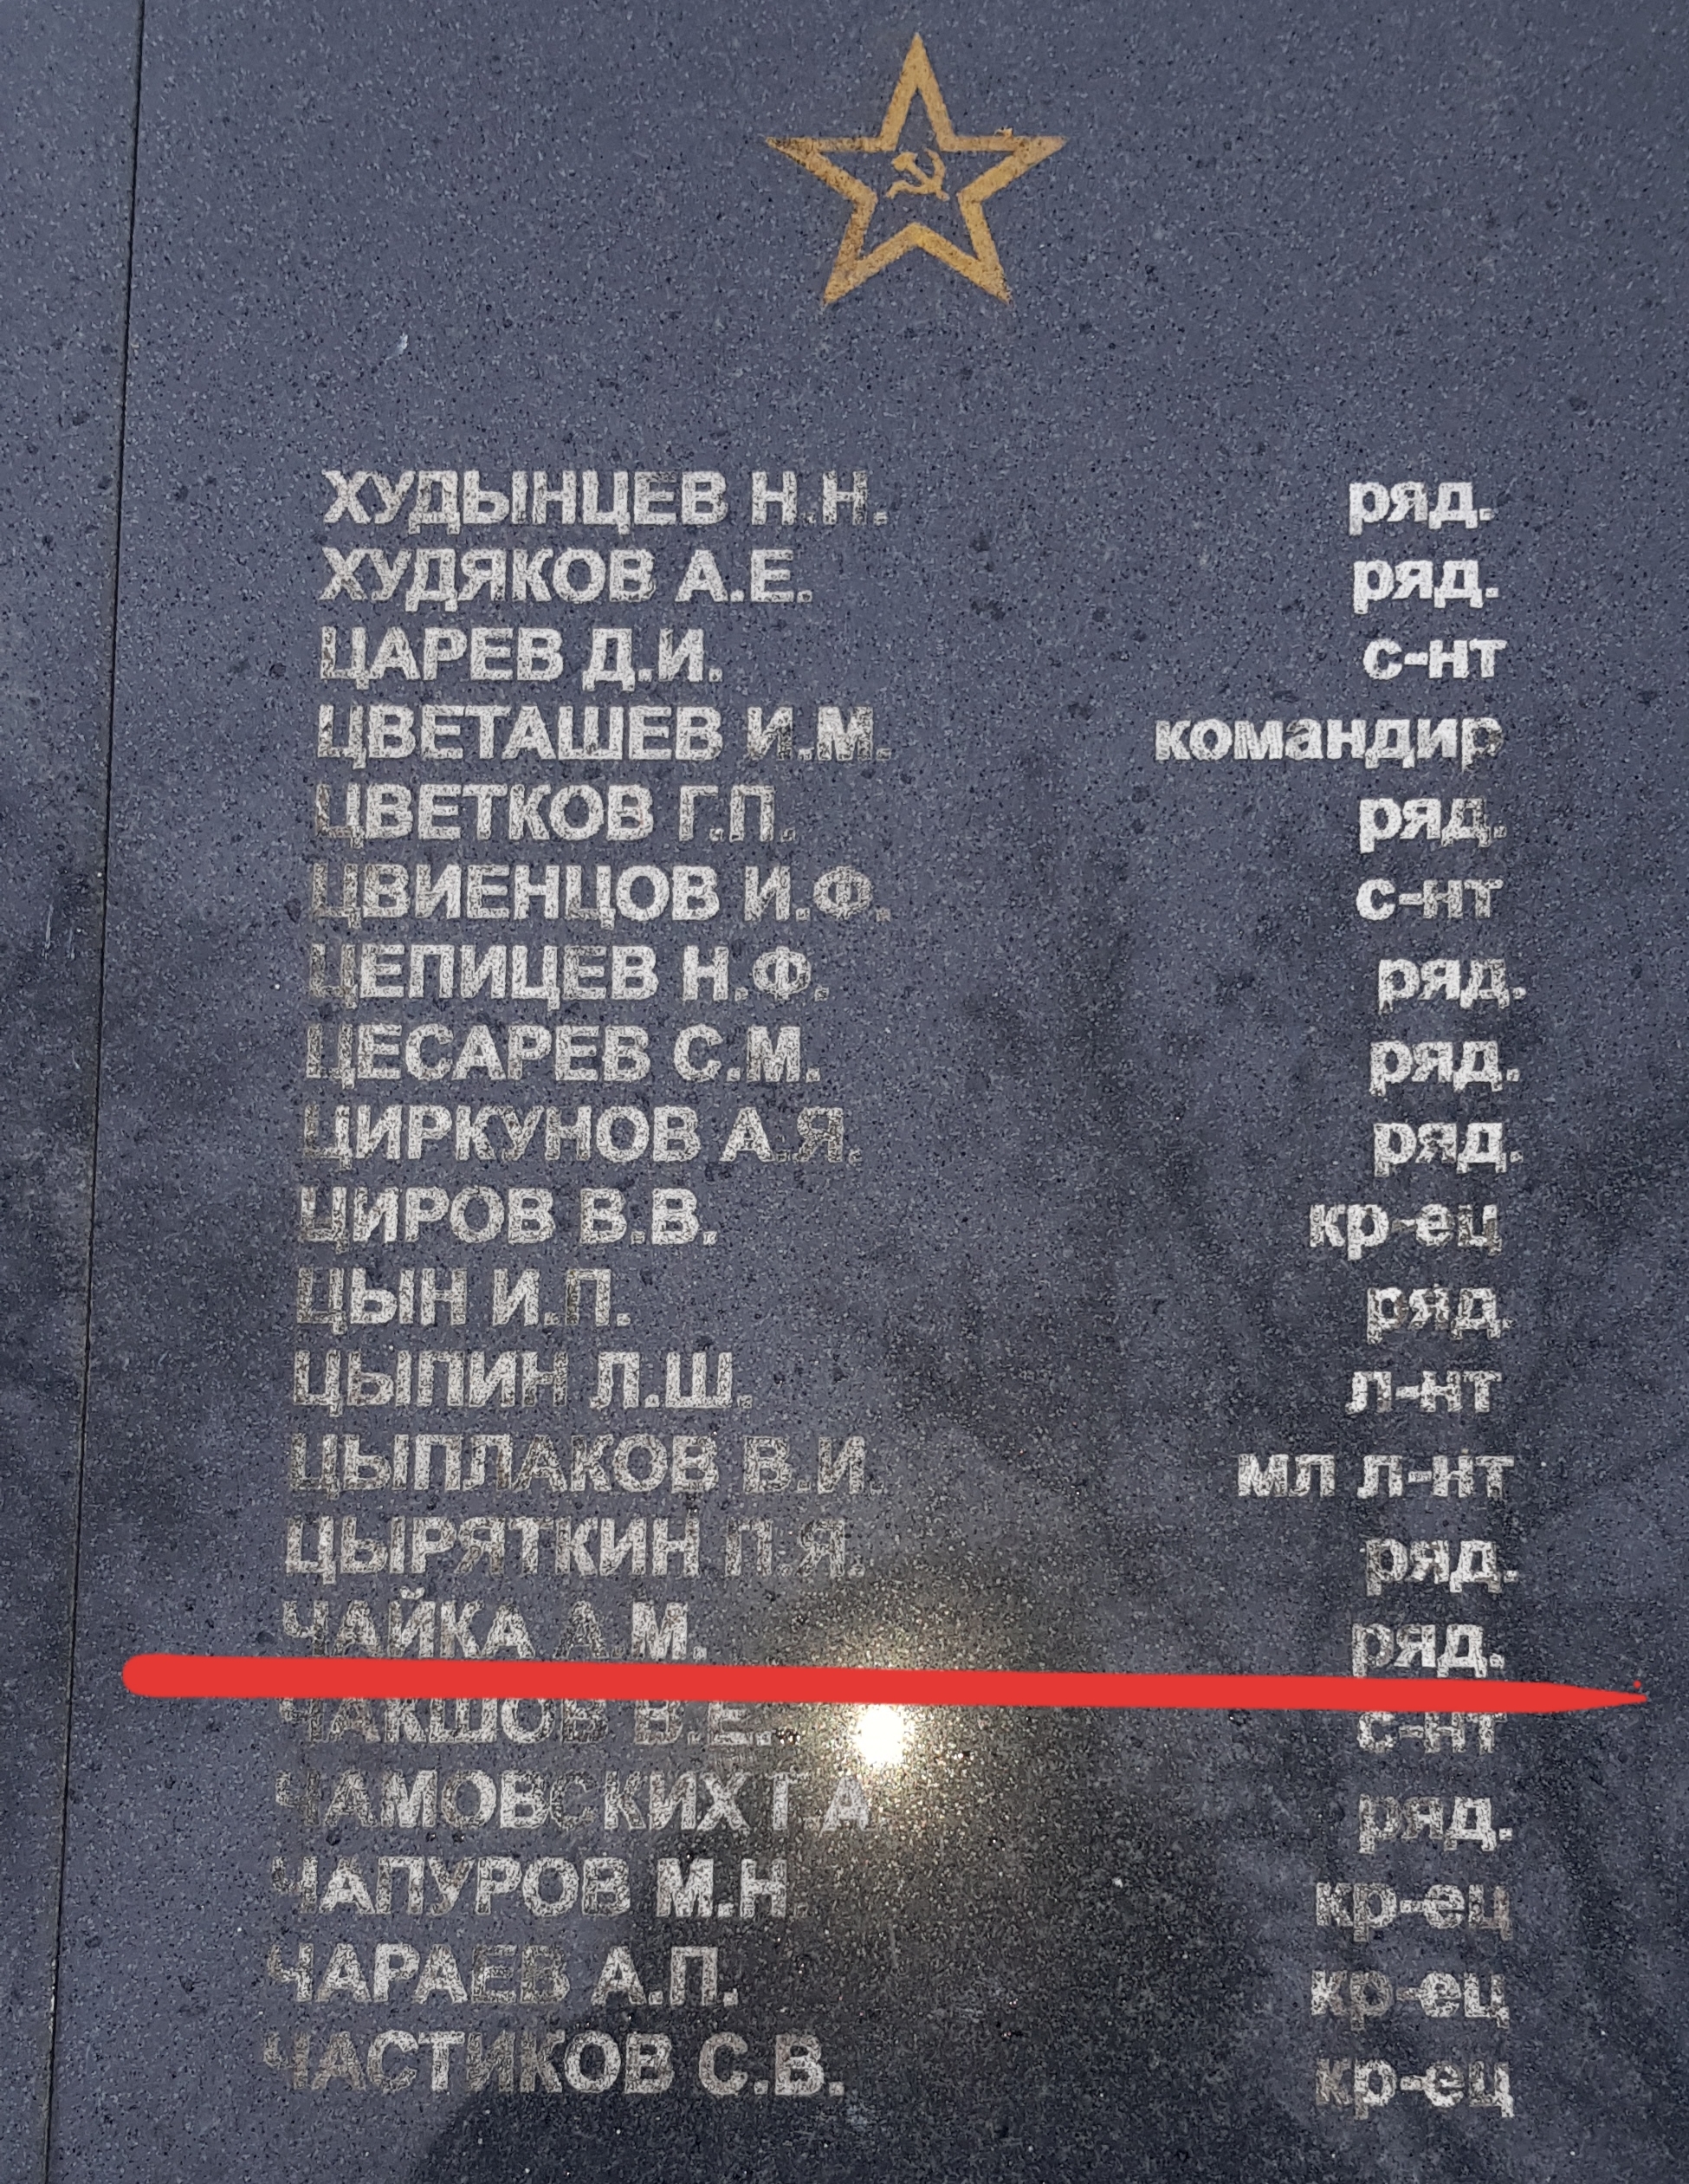 ХУДЫНЦЕВ Н.Н. ряд.
ХУДЯКОВ А.Е. ряд.
ЦАРЕВ Д.И. с-нт
ЦВЕТАШЕВ И.М. командир
ЦВЕТКОВ Г.П. ряд.
ЦВИЕНЦОВ И.Ф. с-нт
ЦЕПИЦЕВ Н.Ф. ряд.
ЦЕСАРЕВ С.М. ряд.
ЦИРКУНОВ А.Я. ряд.
ЦИРОВ В.В. кр-ец
ЦЫН И.П. ряд.
ЦЫПИН Л.Ш. л-нт
ЦЫПЛАКОВ В.И. мл л-нт
ЦЫРЯТКИН П.Я. ряд.
ЧАЙКА А.М. ряд.
ЧАКШОВ В.Е. с-нт
ЧАМОВСКИХ Г.А ряд.
ЧАПУРОВ М.Н. кр-ец
ЧАРАЕВ А.П. кр-ец
ЧАСТИКОВ С.В. кр-ец